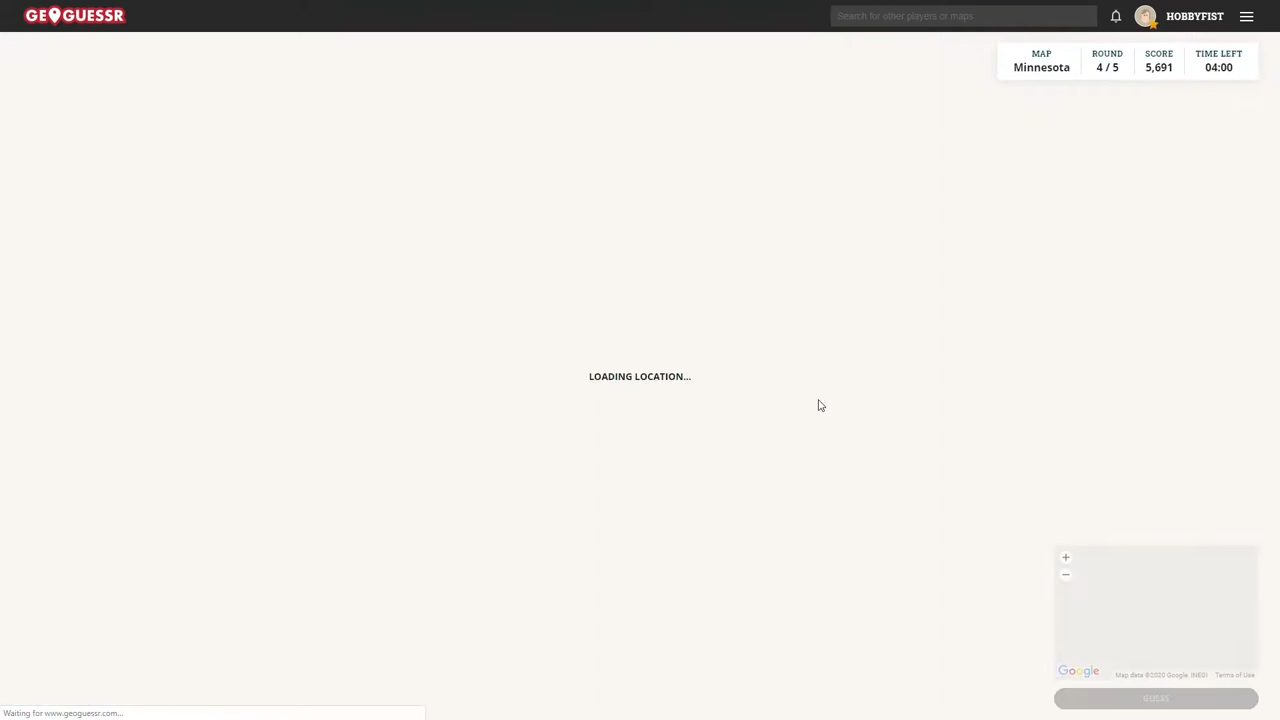 GEOGUESSR
Search for other players or maps
HOBBYFIST
MAP ROUND SCORE TIME LEFT
Minnesota 4 / 5 5,691 04:00
LOADING LOCATION...
+
−
Google Map data ©2020 Google, INEGI Terms of Use
GUESS
Waiting for www.geoguessr.com...